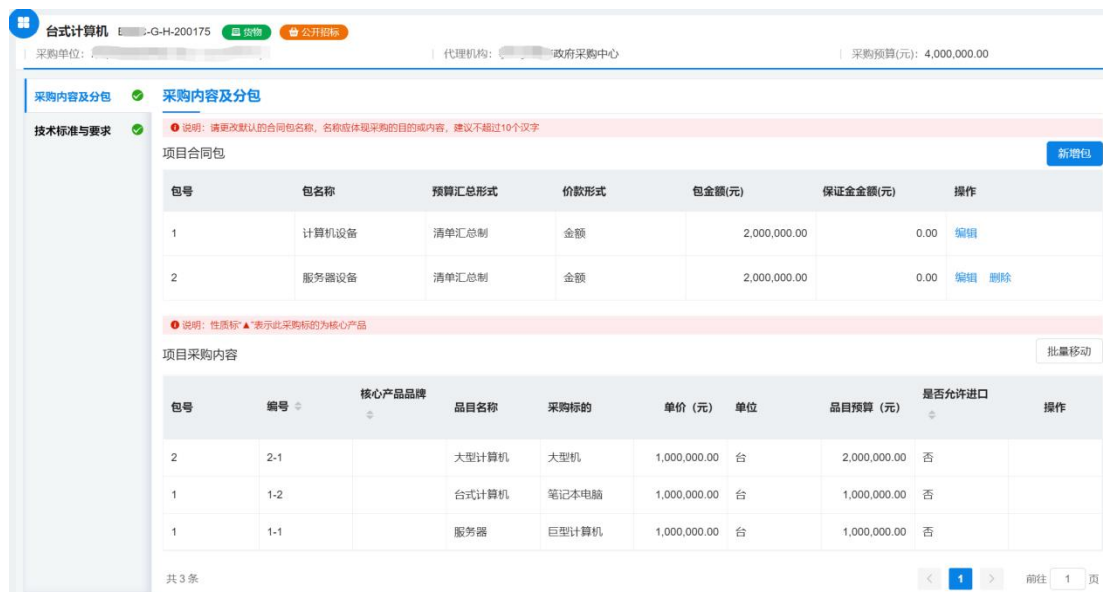 台式计算机 -G-H-200175 货物 公开招标
采购单位： 代理机构： 政府采购中心 采购预算(元)：4,000,000.00
采购内容及分包 采购内容及分包
技术标准与要求 说明：请更改默认的合同包名称，名称应体现采购的目的或内容，建议不超过10个汉字
项目合同包 新增包
包号 包名称 预算汇总形式 价款形式 包金额(元) 保证金金额(元) 操作
1 计算机设备 清单汇总制 金额 2,000,000.00 0.00 编辑
2 服务器设备 清单汇总制 金额 2,000,000.00 0.00 编辑 删除
说明：性质标“▲”表示此采购标的为核心产品
项目采购内容 批量移动
包号 编号 核心产品品牌 品目名称 采购标的 单价（元） 单位 品目预算（元） 是否允许进口 操作
2 2-1 大型计算机 大型机 1,000,000.00 台 2,000,000.00 否
1 1-2 台式计算机 笔记本电脑 1,000,000.00 台 1,000,000.00 否
1 1-1 服务器 巨型计算机 1,000,000.00 台 1,000,000.00 否
共 3 条 < 1 > 前往 1 页